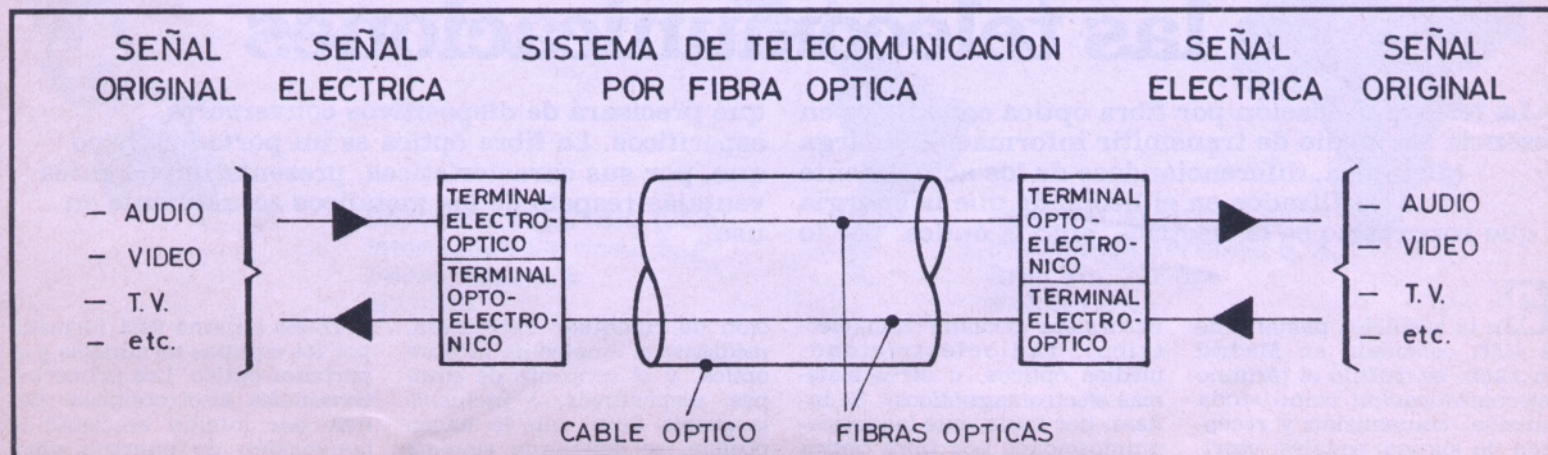 SEÑAL ORIGINAL
SEÑAL ELECTRICA
SISTEMA DE TELECOMUNICACION
POR FIBRA OPTICA
SEÑAL ELECTRICA
SEÑAL ORIGINAL
— AUDIO
— VIDEO
— T.V.
— etc.
TERMINAL
ELECTRO-
OPTICO
TERMINAL
OPTO-
ELECTRO-
NICO
TERMINAL
OPTO
ELECTRO-
NICO
TERMINAL
ELECTRO-
OPTICO
— AUDIO
— VIDEO
— T.V.
— etc.
CABLE OPTICO
FIBRAS OPTICAS